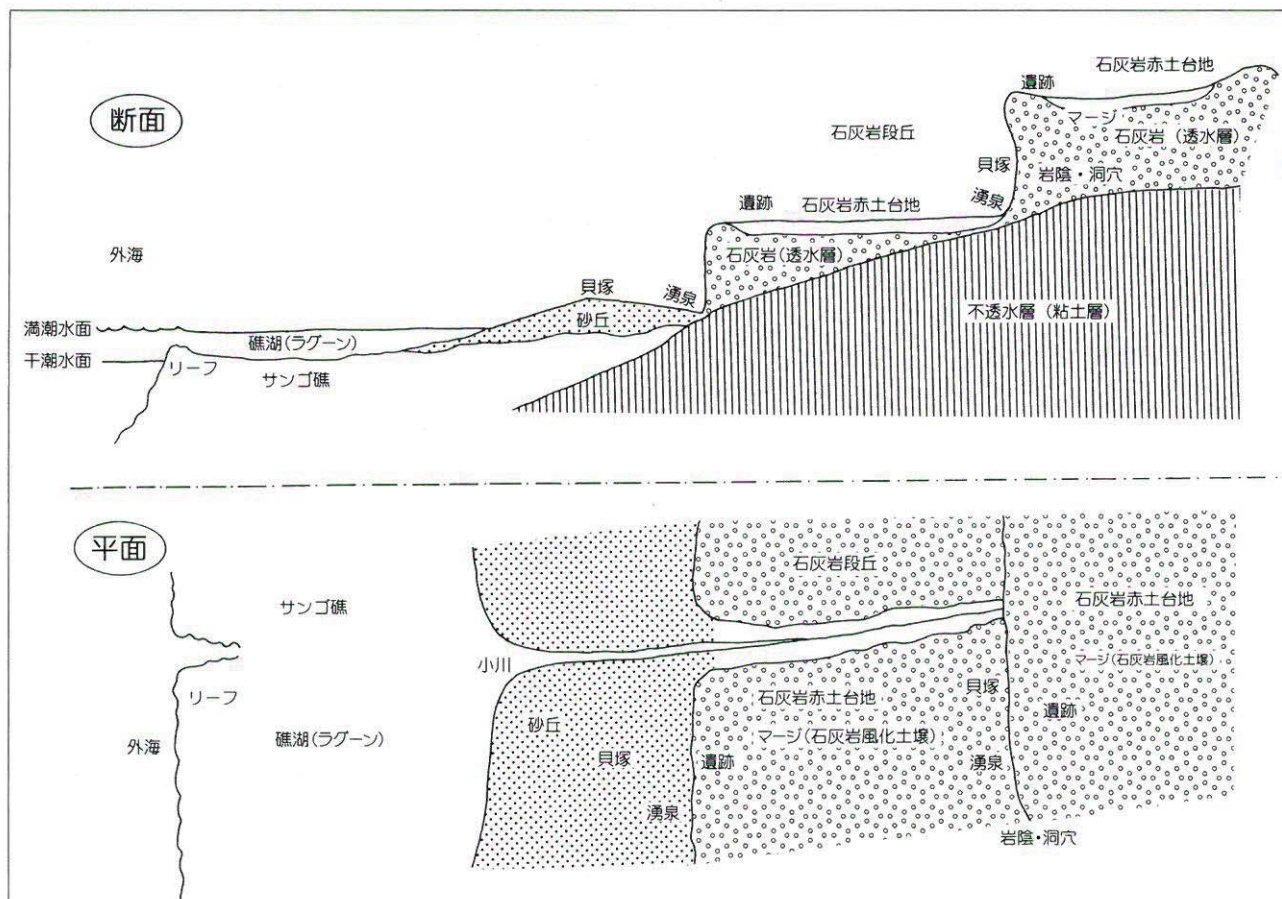 断面
石灰岩赤土台地
遺跡
マージ
石灰岩（透水層）
石灰岩段丘
貝塚
岩陰・洞穴
遺跡
石灰岩赤土台地
湧泉
石灰岩（透水層）
外海
貝塚
湧泉
砂丘
不透水層（粘土層）
満潮水面
礁湖（ラグーン）
干潮水面
リーフ
サンゴ礁
平面
石灰岩段丘
サンゴ礁
石灰岩赤土台地
小川
マージ（石灰岩風化土壌）
リーフ
石灰岩赤土台地
貝塚
遺跡
砂丘
外海
礁湖（ラグーン）
マージ（石灰岩風化土壌）
貝塚
遺跡
湧泉
湧泉
岩陰・洞穴